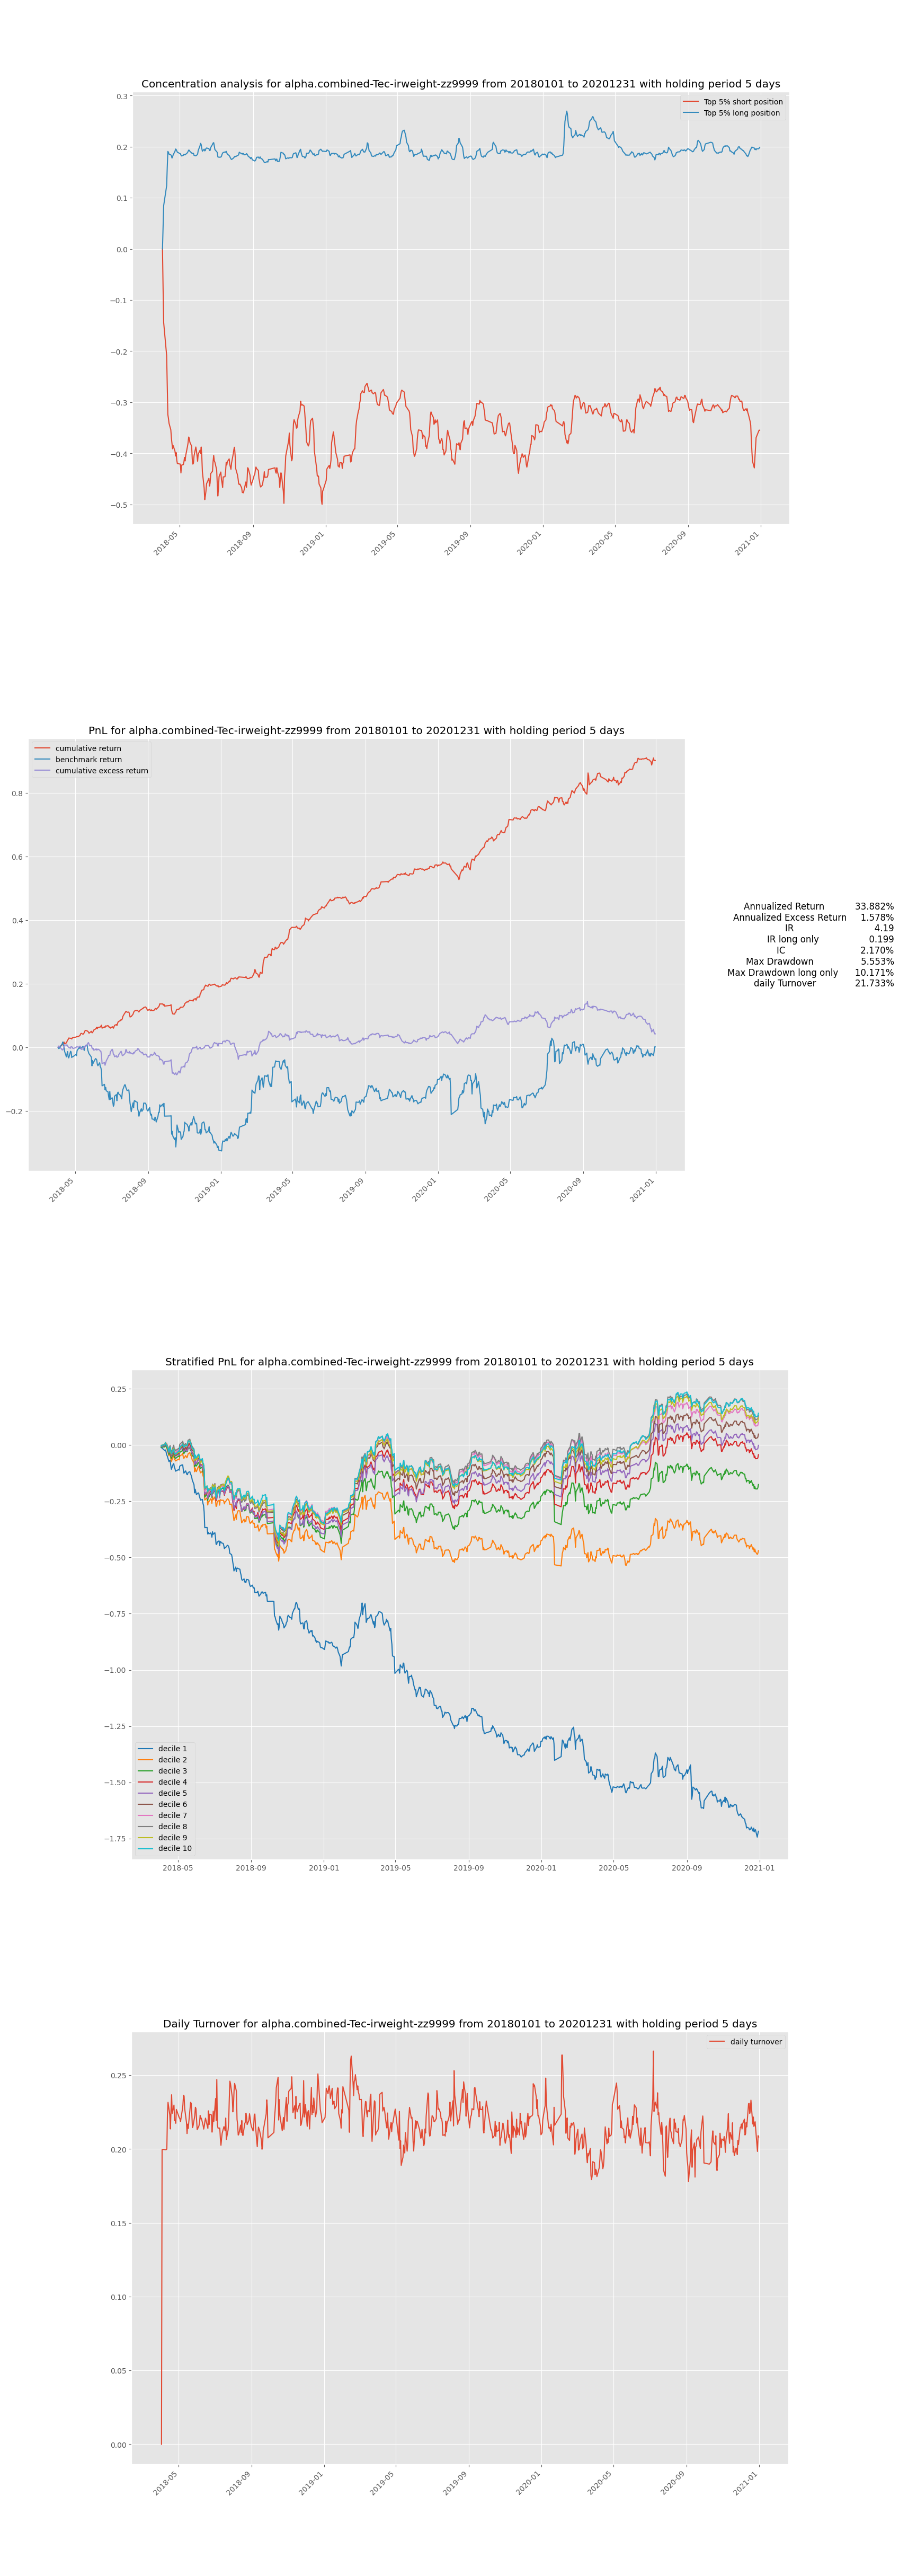 Concentration analysis for alpha.combined-Tec-irweight-zz9999 from 20180101 to 20201231 with holding period 5 days
Top 5% short position
Top 5% long position
0.3
0.2
0.1
0.0
−0.1
−0.2
−0.3
−0.4
−0.5
2018-05
2018-09
2019-01
2019-05
2019-09
2020-01
2020-05
2020-09
2021-01
PnL for alpha.combined-Tec-irweight-zz9999 from 20180101 to 20201231 with holding period 5 days
cumulative return
benchmark return
cumulative excess return
0.8
0.6
0.4
0.2
0.0
−0.2
2018-05
2018-09
2019-01
2019-05
2019-09
2020-01
2020-05
2020-09
2021-01
Annualized Return 33.882%
Annualized Excess Return 1.578%
IR 4.19
IR long only 0.199
IC 2.170%
Max Drawdown 5.553%
Max Drawdown long only 10.171%
daily Turnover 21.733%
Stratified PnL for alpha.combined-Tec-irweight-zz9999 from 20180101 to 20201231 with holding period 5 days
0.25
0.00
−0.25
−0.50
−0.75
−1.00
−1.25
−1.50
−1.75
decile 1
decile 2
decile 3
decile 4
decile 5
decile 6
decile 7
decile 8
decile 9
decile 10
2018-05
2018-09
2019-01
2019-05
2019-09
2020-01
2020-05
2020-09
2021-01
Daily Turnover for alpha.combined-Tec-irweight-zz9999 from 20180101 to 20201231 with holding period 5 days
daily turnover
0.25
0.20
0.15
0.10
0.05
0.00
2018-05
2018-09
2019-01
2019-05
2019-09
2020-01
2020-05
2020-09
2021-01